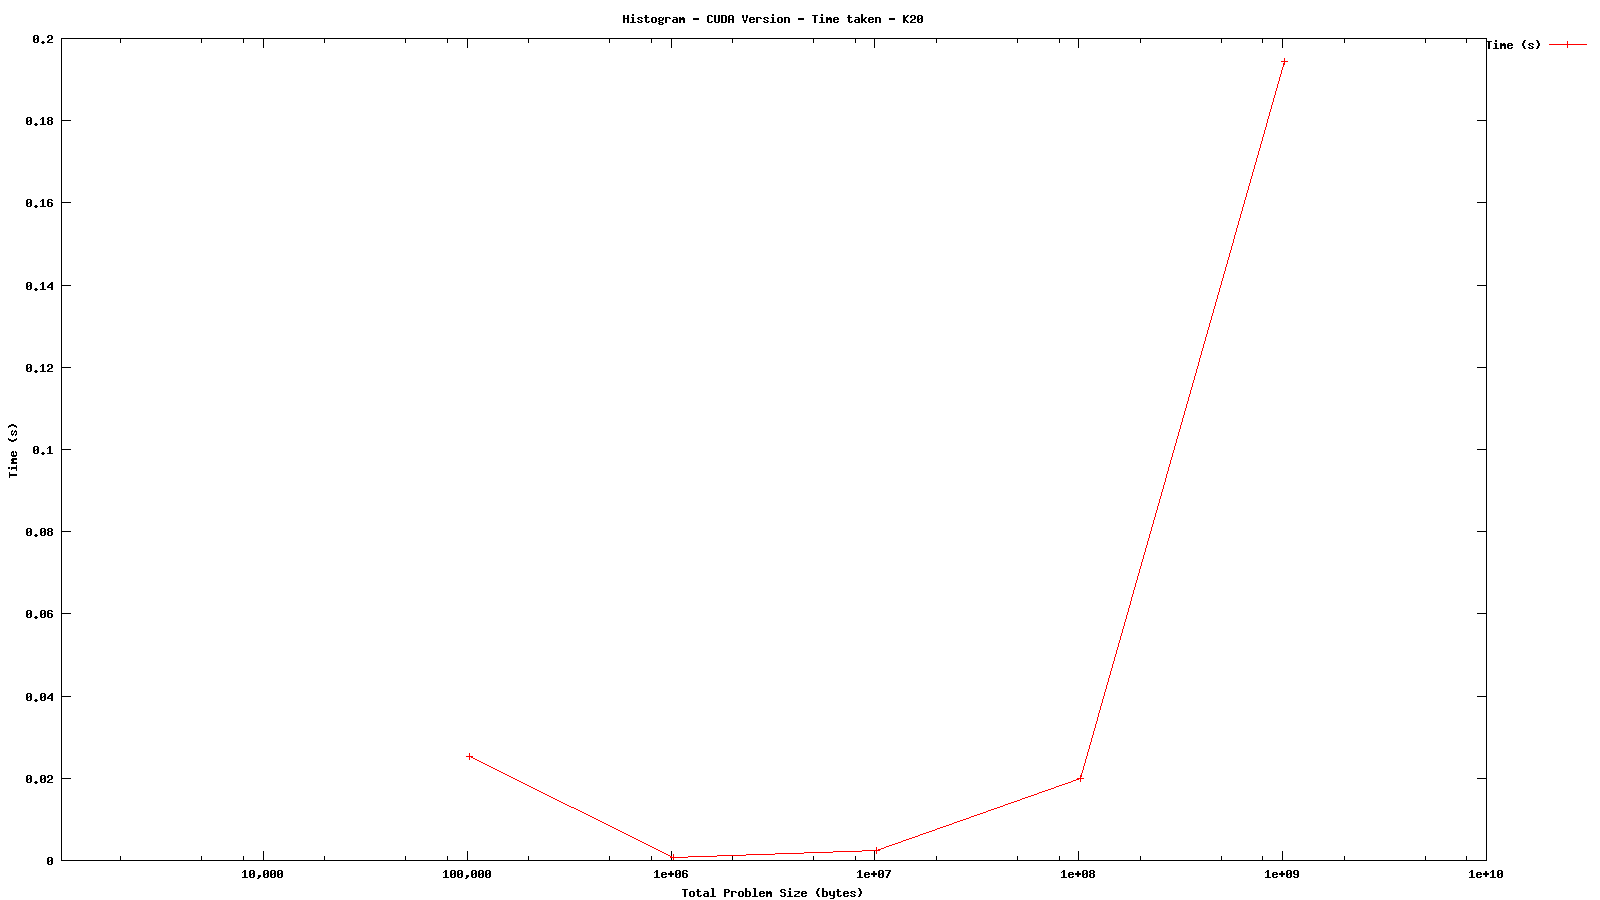 Histogram - CUDA Version - Time taken - K20
Time (s)
0.2
0.18
0.16
0.14
0.12
0.1
0.08
0.06
0.04
0.02
0
Time (s)
10,000 100,000 1e+06 1e+07 1e+08 1e+09 1e+10
Total Problem Size (bytes)